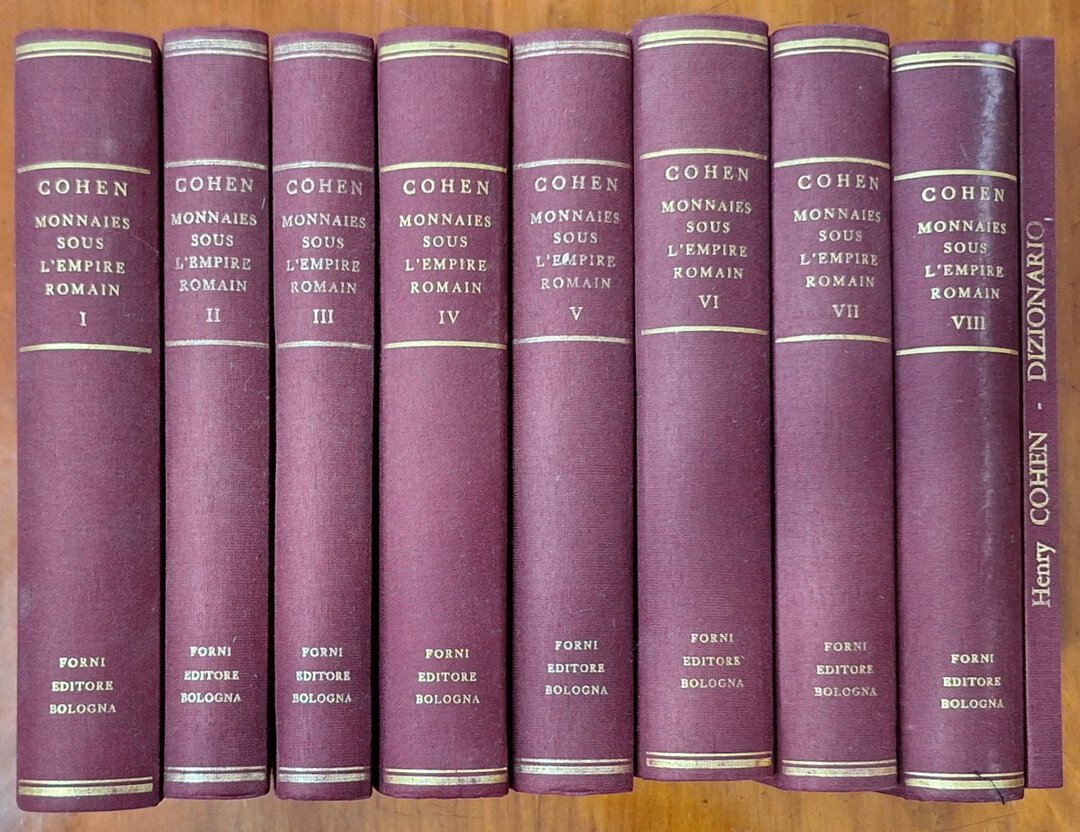 COHEN
MONNAIES
SOUS
L'EMPIRE
ROMAIN
I
FORNI
EDITORE
BOLOGNA
COHEN
MONNAIES
SOUS
L'EMPIRE
ROMAIN
II
FORNI
EDITORE
BOLOGNA
COHEN
MONNAIES
SOUS
L'EMPIRE
ROMAIN
III
FORNI
EDITORE
BOLOGNA
COHEN
MONNAIES
SOUS
L'EMPIRE
ROMAIN
IV
FORNI
EDITORE
BOLOGNA
COHEN
MONNAIES
SOUS
L'EMPIRE
ROMAIN
V
FORNI
EDITORE
BOLOGNA
COHEN
MONNAIES
SOUS
L'EMPIRE
ROMAIN
VI
FORNI
EDITORE
BOLOGNA
COHEN
MONNAIES
SOUS
L'EMPIRE
ROMAIN
VII
FORNI
EDITORE
BOLOGNA
COHEN
MONNAIES
SOUS
L'EMPIRE
ROMAIN
VIII
FORNI
EDITORE
BOLOGNA
Henry COHEN - DIZIONARIO